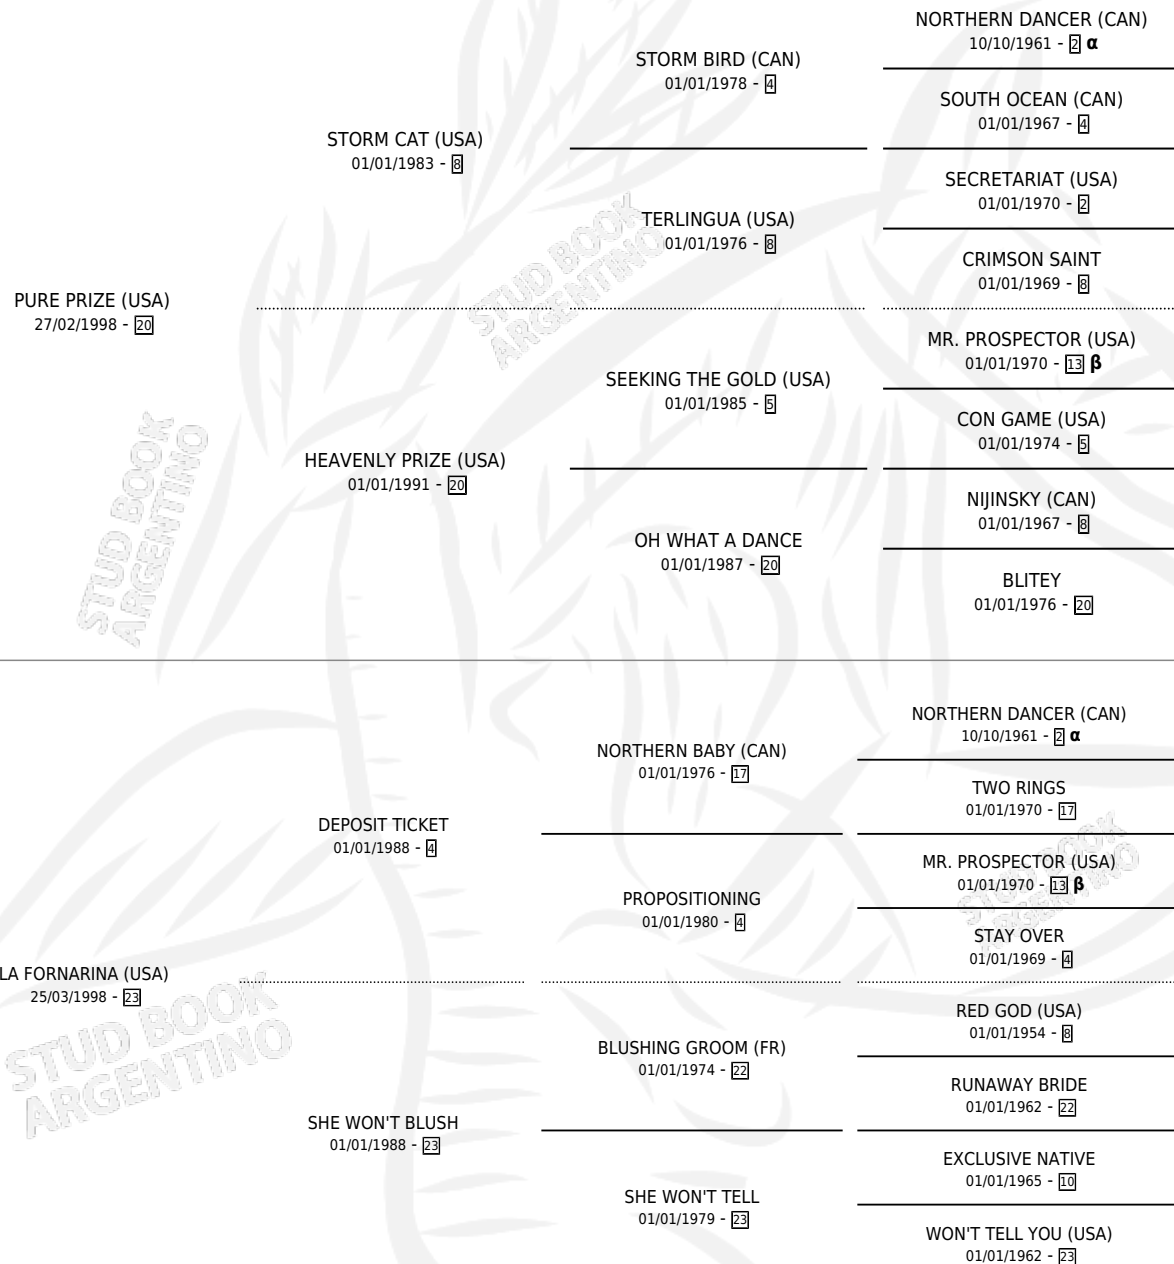 NORTHERN DANCER (CAN)
10/10/1961 - 2 α
STORM BIRD (CAN)
01/01/1978 - 4
SOUTH OCEAN (CAN)
01/01/1967 - 4
STORM CAT (USA)
01/01/1983 - 8
SECRETARIAT (USA)
01/01/1970 - 2
TERLINGUA (USA)
01/01/1976 - 8
CRIMSON SAINT
01/01/1969 - 8
PURE PRIZE (USA)
27/02/1998 - 20
MR. PROSPECTOR (USA)
01/01/1970 - 13 β
SEEKING THE GOLD (USA)
01/01/1985 - 5
CON GAME (USA)
01/01/1974 - 5
HEAVENLY PRIZE (USA)
01/01/1991 - 20
NIJINSKY (CAN)
01/01/1967 - 8
OH WHAT A DANCE
01/01/1987 - 20
BLITEY
01/01/1976 - 20
NORTHERN DANCER (CAN)
10/10/1961 - 2 α
NORTHERN BABY (CAN)
01/01/1976 - 17
TWO RINGS
01/01/1970 - 17
DEPOSIT TICKET
01/01/1988 - 4
MR. PROSPECTOR (USA)
01/01/1970 - 13 β
PROPOSITIONING
01/01/1980 - 4
STAY OVER
01/01/1969 - 4
LA FORNARINA (USA)
25/03/1998 - 23
RED GOD (USA)
01/01/1954 - 8
BLUSHING GROOM (FR)
01/01/1974 - 22
RUNAWAY BRIDE
01/01/1962 - 22
SHE WON'T BLUSH
01/01/1988 - 23
EXCLUSIVE NATIVE
01/01/1965 - 10
SHE WON'T TELL
01/01/1979 - 23
WON'T TELL YOU (USA)
01/01/1962 - 23
STUD BOOK
ARGENTINO
STUD BOOK
ARGENTINO
STUD BOOK
ARGENTINO
STUD BOOK
ARGENTINO